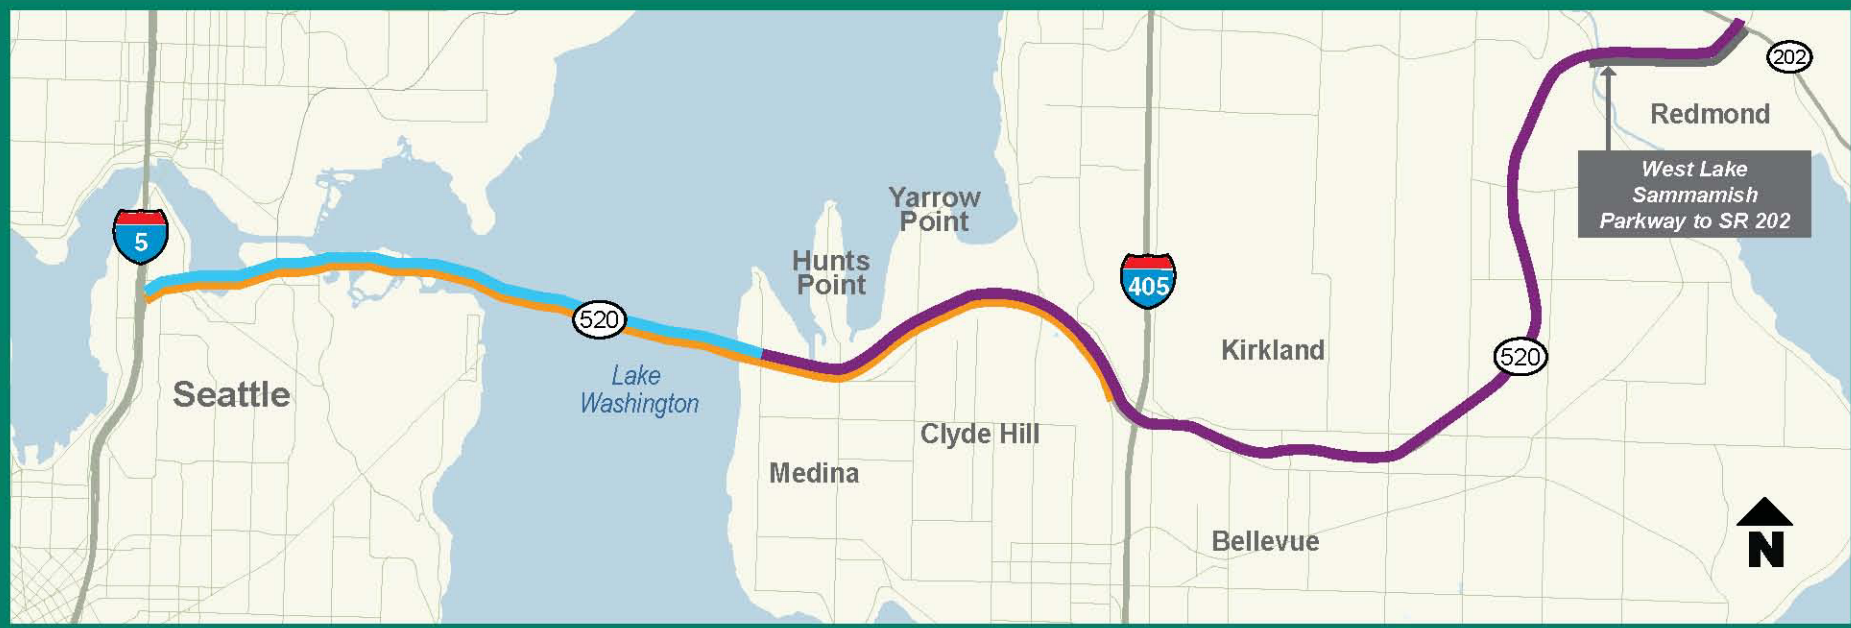 202
Redmond
West Lake
Sammamish
Parkway to SR 202
Yarrow
Point
5
Hunts
Point
405
520
Kirkland
520
Lake
Washington
Seattle
Clyde Hill
Medina
Bellevue
N